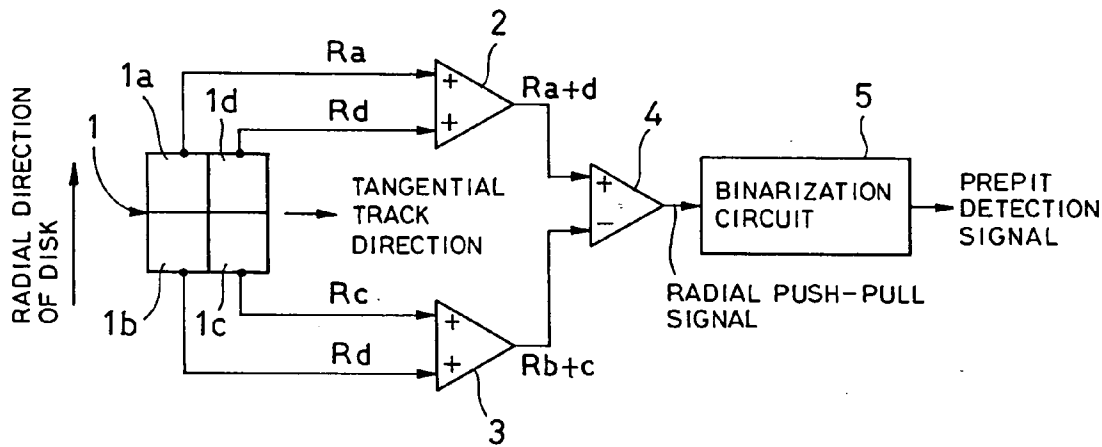 2
Ra
1a
1d
Rd
Ra+d
4
5
1
+
+
RADIAL DIRECTION
OF DISK
TANGENTIAL
TRACK
DIRECTION
+
−
BINARIZATION
CIRCUIT
PREPIT
DETECTION
SIGNAL
1b
1c
Rc
Rd
+
+
Rb+c
RADIAL PUSH-PULL
SIGNAL
3